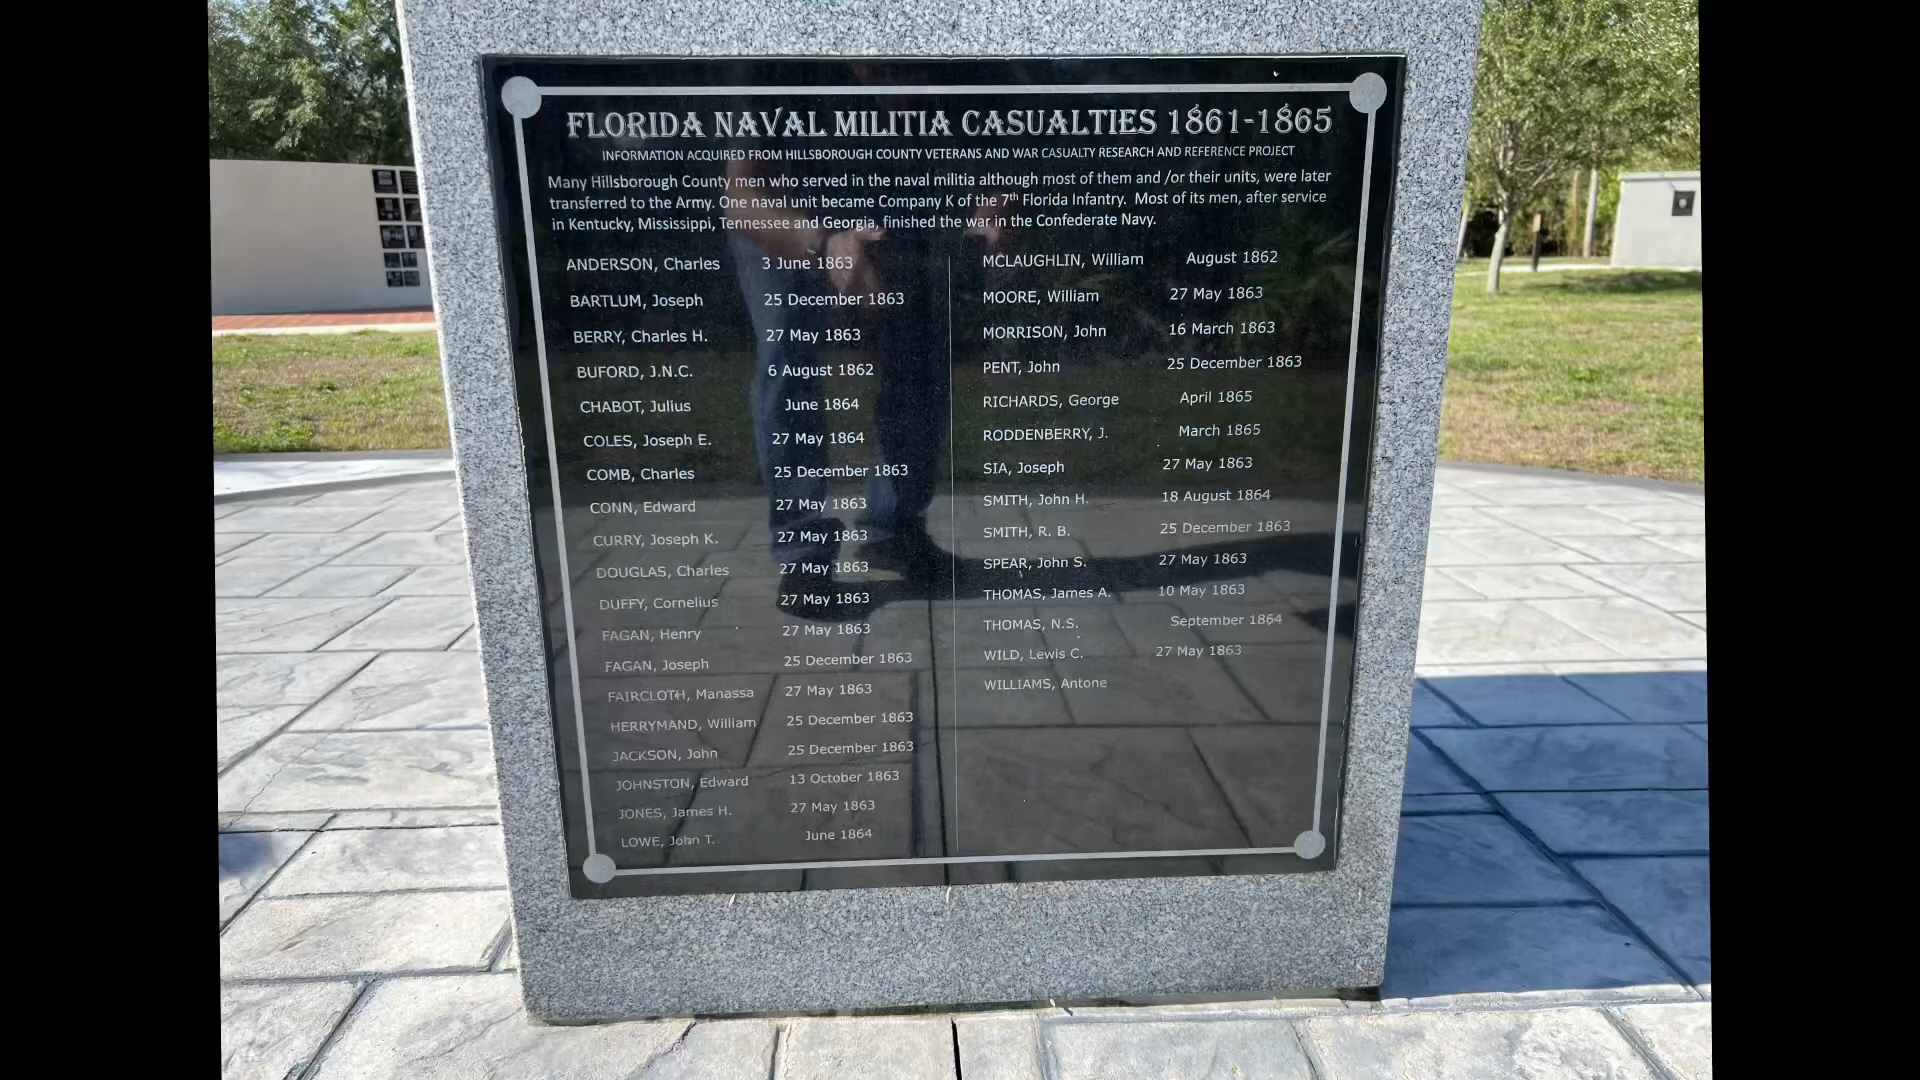 FLORIDA NAVAL MILITIA CASUALTIES 1861-1865
INFORMATION ACQUIRED FROM HILLSBOROUGH COUNTY VETERANS AND WAR CASUALTY RESEARCH AND REFERENCE PROJECT
Many Hillsborough County men who served in the naval militia although most of them and /or their units, were later
transferred to the Army. One naval unit became Company K of the 7th Florida Infantry. Most of its men, after service
in Kentucky, Mississippi, Tennessee and Georgia, finished the war in the Confederate Navy.
ANDERSON, Charles 3 June 1863
BARTLUM, Joseph 25 December 1863
BERRY, Charles H. 27 May 1863
BUFORD, J.N.C. 6 August 1862
CHABOT, Julius June 1864
COLES, Joseph E. 27 May 1864
COMB, Charles 25 December 1863
CONN, Edward 27 May 1863
CURRY, Joseph K. 27 May 1863
DOUGLAS, Charles 27 May 1863
DUFFY, Cornelius 27 May 1863
FAGAN, Henry 27 May 1863
FAGAN, Joseph 25 December 1863
FAIRCLOTH, Manassa 27 May 1863
HERRYMAND, William 25 December 1863
JACKSON, John 25 December 1863
JOHNSTON, Edward 13 October 1863
JONES, James H. 27 May 1863
LOWE, John T. June 1864
MCLAUGHLIN, William August 1862
MOORE, William 27 May 1863
MORRISON, John 16 March 1863
PENT, John 25 December 1863
RICHARDS, George April 1865
RODDENBERRY, J. March 1865
SIA, Joseph 27 May 1863
SMITH, John H. 18 August 1864
SMITH, R. B. 25 December 1863
SPEAR, John S. 27 May 1863
THOMAS, James A. 10 May 1863
THOMAS, N.S. September 1864
WILD, Lewis C. 27 May 1863
WILLIAMS, Antone